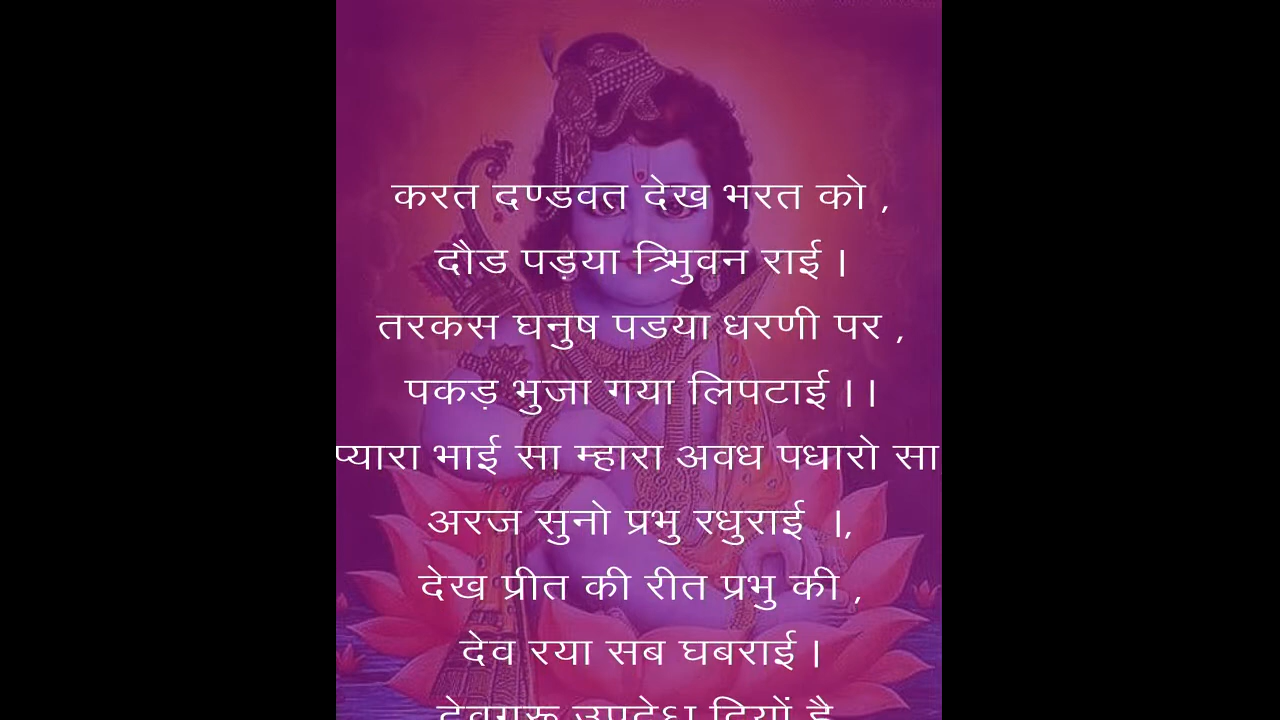 करत दण्डवत देख भरत को ,
दौड पड़या त्रिभुिवन राई ।
तरकस घनुष पडया धरणी पर ,
पकड़ भुजा गया लिपटाई । ।
प्यारा भाई सा म्हारा अवध पधारो सा
अरज सुनो प्रभु रधुराई ।,
देख प्रीत की रीत प्रभु की ,
देव रया सब घबराई ।